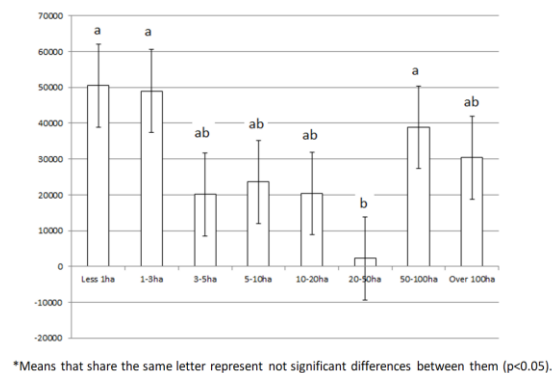 70000
a
a
60000
50000
a
ab
40000
ab
ab
ab
30000
20000
b
10000
0
Less 1ha 1-3ha 3-5ha 5-10ha 10-20ha 20-50ha 50-100ha Over 100ha
-10000
-20000
*Means that share the same letter represent not significant differences between them (p<0.05).